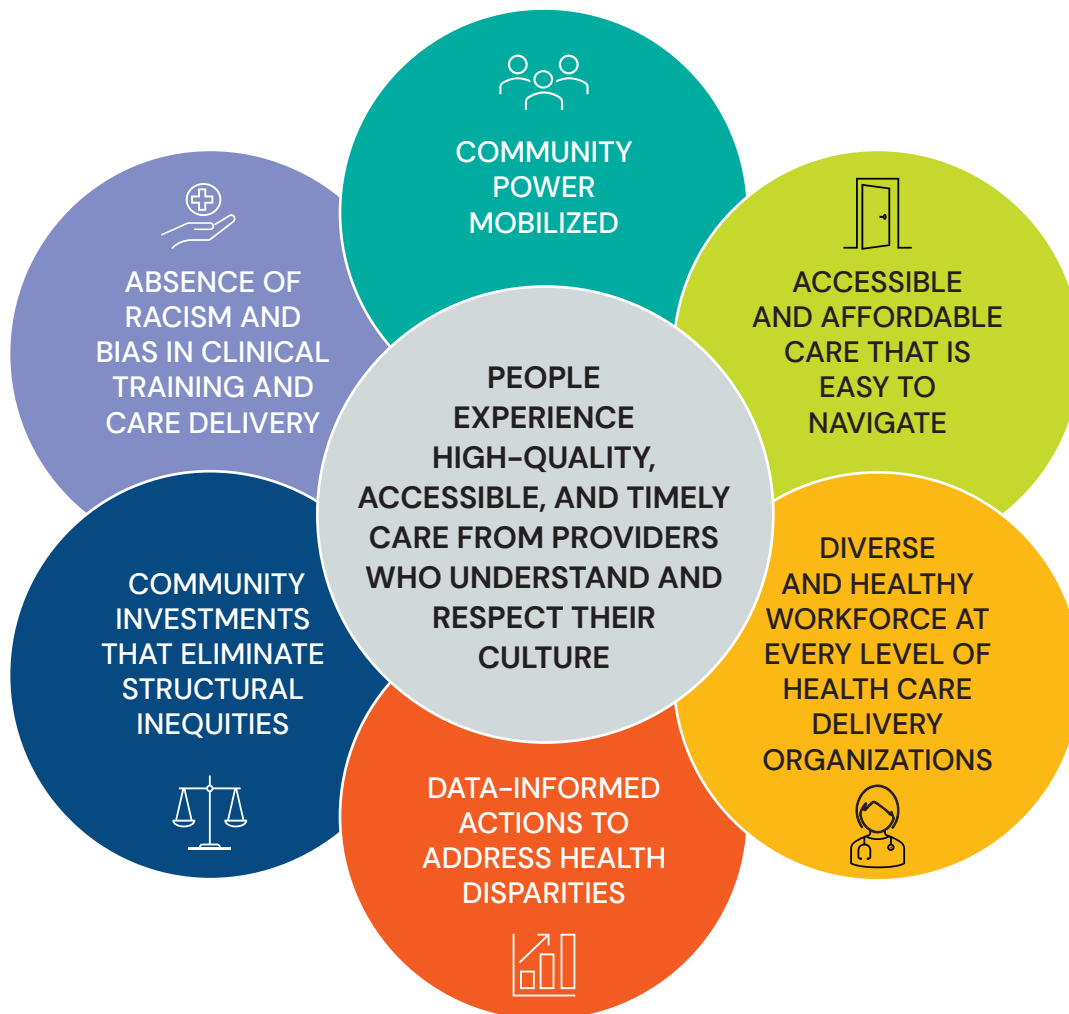 COMMUNITY
POWER
MOBILIZED
ACCESSIBLE
AND AFFORDABLE
CARE THAT IS
EASY TO
NAVIGATE
DIVERSE
AND HEALTHY
WORKFORCE AT
EVERY LEVEL OF
HEALTH CARE
DELIVERY
ORGANIZATIONS
DATA-INFORMED
ACTIONS TO
ADDRESS HEALTH
DISPARITIES
COMMUNITY
INVESTMENTS
THAT ELIMINATE
STRUCTURAL
INEQUITIES
ABSENCE OF
RACISM AND
BIAS IN CLINICAL
TRAINING AND
CARE DELIVERY
PEOPLE
EXPERIENCE
HIGH-QUALITY,
ACCESSIBLE, AND TIMELY
CARE FROM PROVIDERS
WHO UNDERSTAND AND
RESPECT THEIR
CULTURE